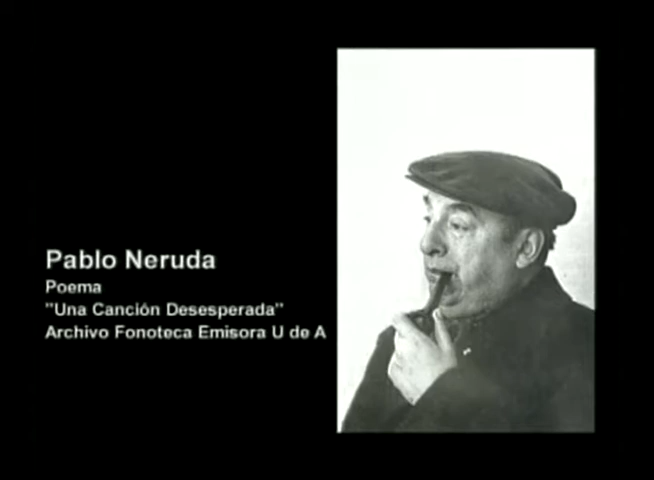 Pablo Neruda
Poema
"Una Canción Desesperada"
Archivo Fonoteca Emisora U de A